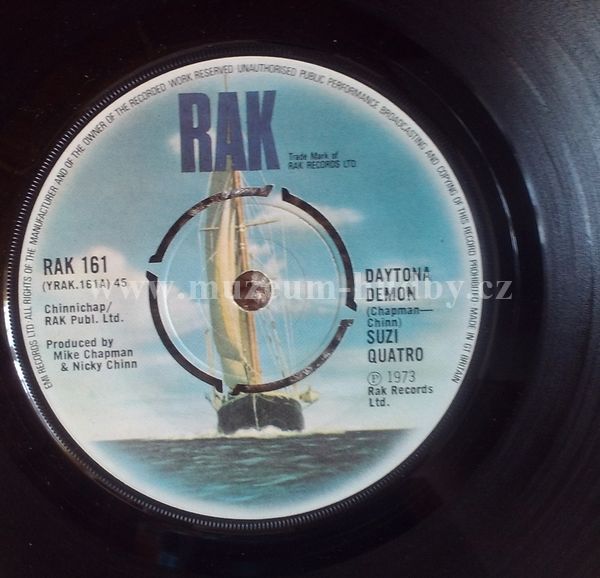 EMI RECORDS LTD. ALL RIGHTS OF THE MANUFACTURER AND OF THE OWNER OF THE RECORDED WORK RESERVED UNAUTHORISED PUBLIC PERFORMANCE BROADCASTING AND COPYING OF THIS RECORD PROHIBITED MADE IN GT BRITAIN
RAK
Trade Mark of
RAK RECORDS LTD.
RAK 161
(YRAK.161A) 45
Chinnichap/
RAK Publ. Ltd.
Produced by
Mike Chapman
& Nicky Chinn
DAYTONA
DEMON
(Chapman—
Chinn)
SUZI
QUATRO
℗ 1973
Rak Records
Ltd.
www.muzeum-hudby.cz